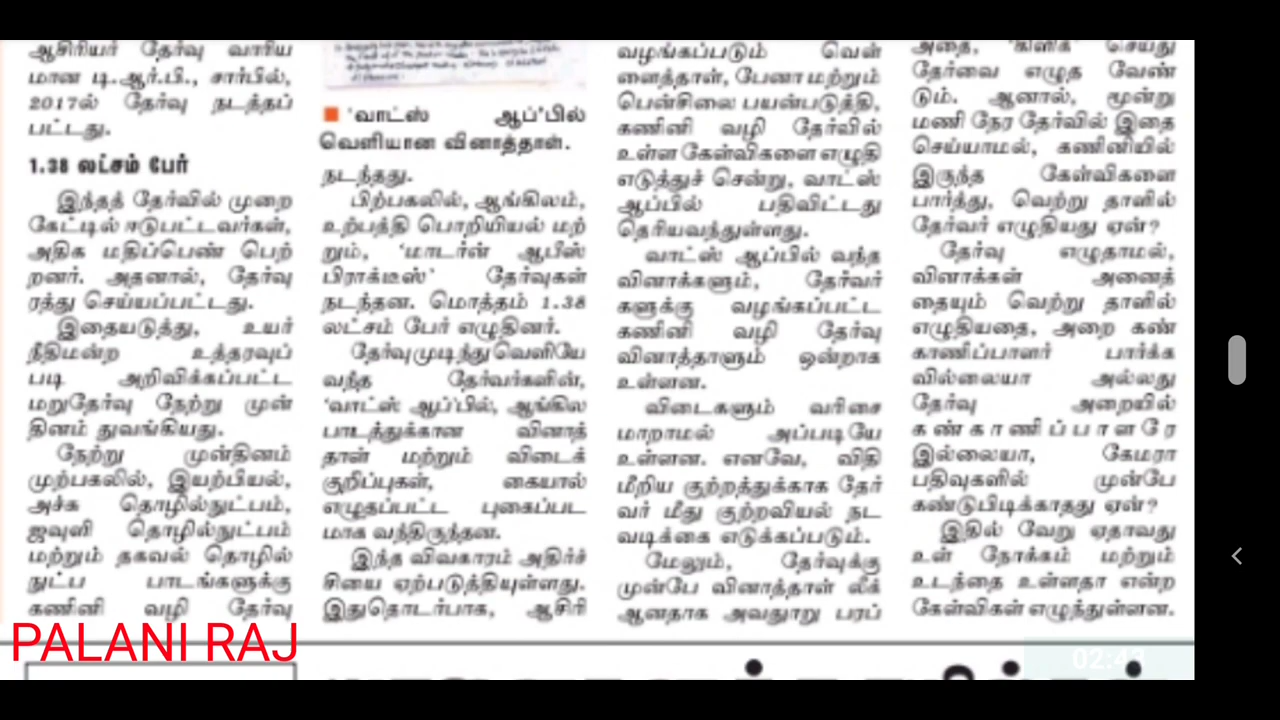 ஆசிரியர் தேர்வு வாரிய
மான டி.ஆர்.பி., சார்பில்,
2017ல் தேர்வு நடத்தப்
பட்டது.
1.38 லட்சம் பேர்
இந்தத் தேர்வில் முறை
கேட்டில் ஈடுபட்டவர்கள்,
அதிக மதிப்பெண் பெற்
றனர். அதனால், தேர்வு
ரத்து செய்யப்பட்டது.
இதையடுத்து, உயர்
நீதிமன்ற உத்தரவுப்
படி அறிவிக்கப்பட்ட
மறுதேர்வு நேற்று முன்
தினம் துவங்கியது.
நேற்று முன்தினம்
முற்பகலில், இயற்பியல்,
அச்சு தொழில்நுட்பம்,
ஜவுளி தொழில்நுட்பம்
மற்றும் தகவல் தொழில்
நுட்ப பாடங்களுக்கு
கணினி வழி தேர்வு
'வாட்ஸ் ஆப்'பில்
வெளியான வினாத்தாள்.
நடந்தது.
பிற்பகலில், ஆங்கிலம்,
உற்பத்தி பொறியியல் மற்
றும், 'மாடர்ன் ஆபீஸ்
பிராக்டீஸ்' தேர்வுகள்
நடந்தன. மொத்தம் 1.38
லட்சம் பேர் எழுதினர்.
தேர்வு முடிந்து வெளியே
வந்த தேர்வர்களின்,
'வாட்ஸ் ஆப்'பில், ஆங்கில
பாடத்துக்கான வினாத்
தாள் மற்றும் விடைக்
குறிப்புகள், கையால்
எழுதப்பட்ட புகைப்பட
மாக வந்திருந்தன.
இந்த விவகாரம் அதிர்ச்
சியை ஏற்படுத்தியுள்ளது.
இதுதொடர்பாக, ஆசிரி
வழங்கப்படும் வெள்
ளைத்தாள், பேனா மற்றும்
பென்சிலை பயன்படுத்தி,
கணினி வழி தேர்வில்
உள்ள கேள்விகளை எழுதி
எடுத்துச் சென்று, வாட்ஸ்
ஆப்பில் பதிவிட்டது
தெரியவந்துள்ளது.
வாட்ஸ் ஆப்பில் வந்த
வினாக்களும், தேர்வர்
களுக்கு வழங்கப்பட்ட
கணினி வழி தேர்வு
வினாத்தாளும் ஒன்றாக
உள்ளன.
விடைகளும் வரிசை
மாறாமல் அப்படியே
உள்ளன. எனவே, விதி
மீறிய குற்றத்துக்காக தேர்
வர் மீது குற்றவியல் நட
வடிக்கை எடுக்கப்படும்.
மேலும், தேர்வுக்கு
முன்பே வினாத்தாள் லீக்
ஆனதாக அவதுாறு பரப்
அதை, 'கிளிக்' செய்து
தேர்வை எழுத வேண்
டும். ஆனால், மூன்று
மணி நேர தேர்வில் இதை
செய்யாமல், கணினியில்
இருந்த கேள்விகளை
பார்த்து, வெற்று தாளில்
தேர்வர் எழுதியது ஏன்?
தேர்வு எழுதாமல்,
வினாக்கள் அனைத்
தையும் வெற்று தாளில்
எழுதியதை, அறை கண்
காணிப்பாளர் பார்க்க
வில்லையா அல்லது
தேர்வு அறையில்
கண்காணிப்பாளரே
இல்லையா, கேமரா
பதிவுகளில் முன்பே
கண்டுபிடிக்காதது ஏன்?
இதில் வேறு ஏதாவது
உள் நோக்கம் மற்றும்
உடந்தை உள்ளதா என்ற
கேள்விகள் எழுந்துள்ளன.
PALANI RAJ